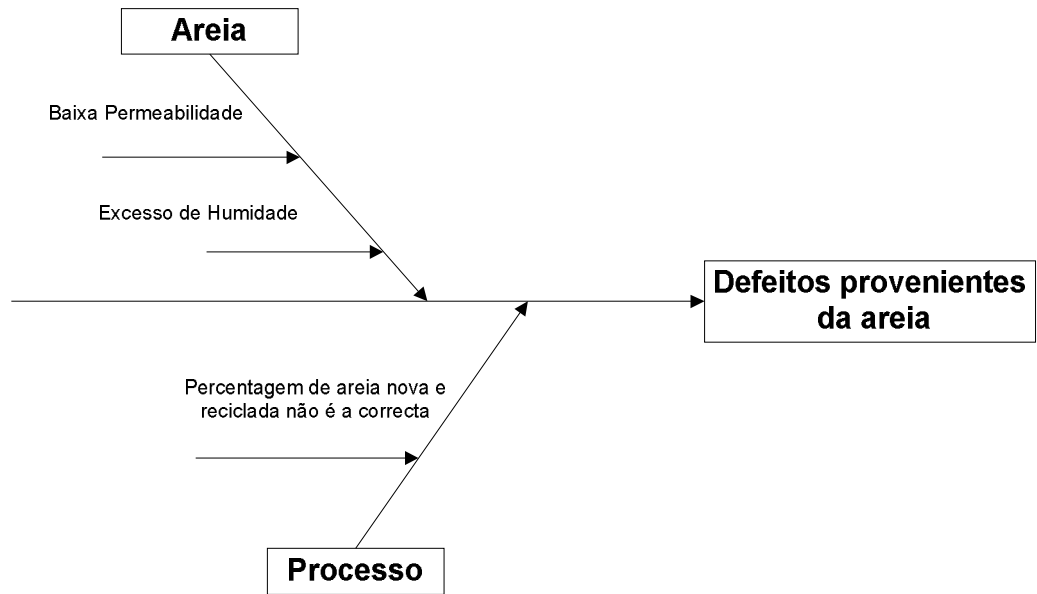 Areia
Baixa Permeabilidade
Excesso de Humidade
Defeitos provenientes
da areia
Percentagem de areia nova e
reciclada não é a correcta
Processo